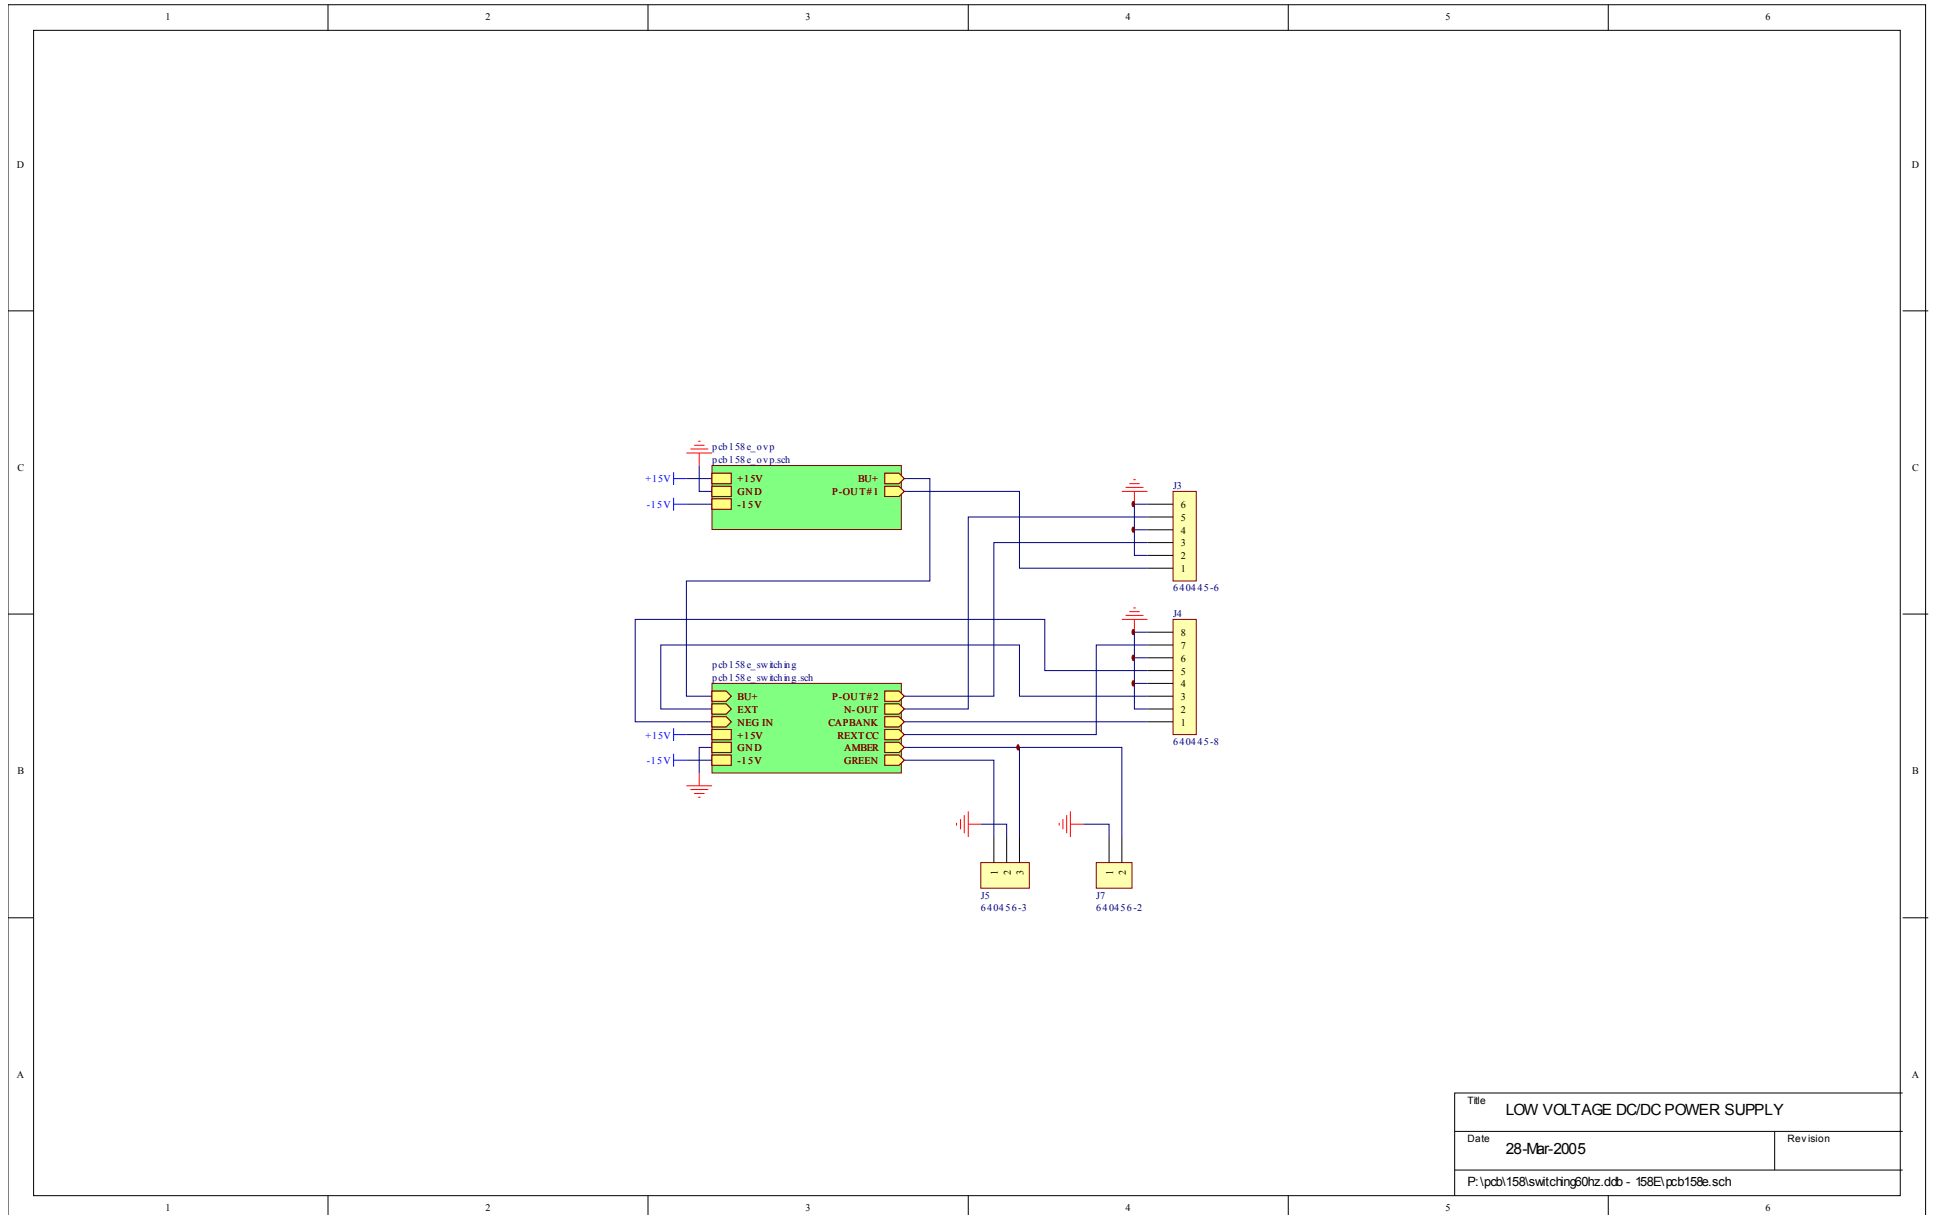 1 2 3 4 5 6
D D
C C
B B
A A
pcb158e_ovp
pcb158e_ovp.sch
+15V +15V BU+
GND P-OUT#1
-15V -15V
J3
6
5
4
3
2
1
640445-6
J4
8
7
6
5
4
3
2
1
640445-8
pcb158e_switching
pcb158e_switching.sch
BU+ P-OUT#2
EXT N-OUT
NEG IN CAPBANK
+15V +15V REXTCC
GND AMBER
-15V -15V GREEN
1 2 3
J5
640456-3
1 2
J7
640456-2
Title LOW VOLTAGE DC/DC POWER SUPPLY
Date 28-Mar-2005 Revision
P:\pcb\158\switching60hz.ddb - 158E\pcb158e.sch
1 2 3 4 5 6